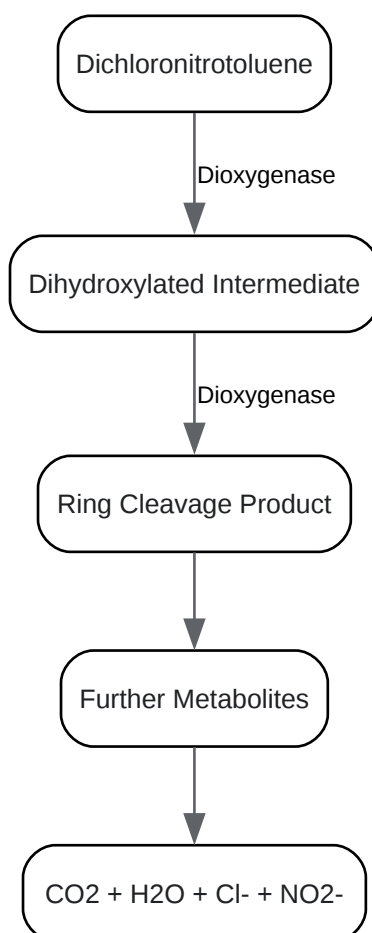 Dichloronitrotoluene
Dioxygenase
Dihydroxylated Intermediate
Dioxygenase
Ring Cleavage Product
Further Metabolites
CO2 + H2O + Cl- + NO2-